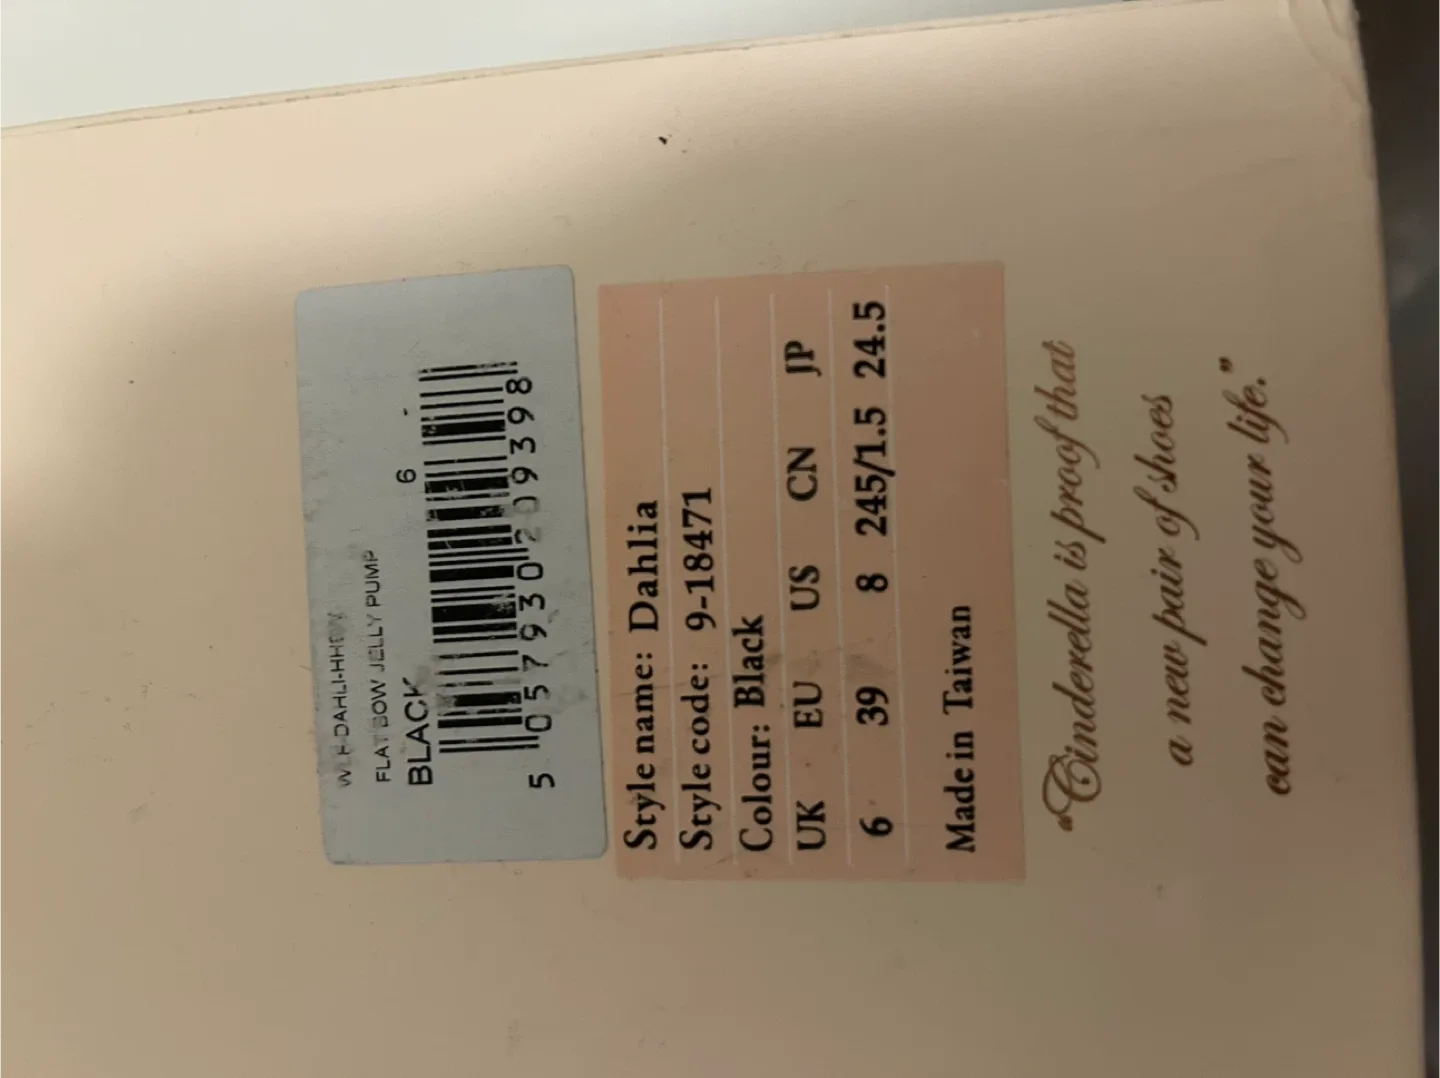 FLAT BOW JELLY PUMP
BLACK 6 -
5 057930 209398
Style name: Dahlia
Style code: 9-18471
Colour: Black
UK EU US CN JP
6 39 8 245/1.5 24.5
Made in Taiwan
“Cinderella is proof that
a new pair of shoes
can change your life.”